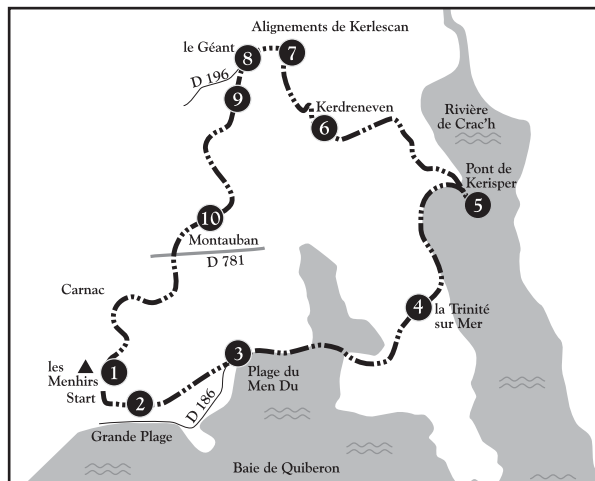 Alignements de Kerlescan
le Géant
8
7
D 196
9
Kerdreneven
6
Rivière
de Crac'h
Pont de
Kerisper
5
10
Montauban
D 781
Carnac
4
la Trinité
sur Mer
les
Menhirs
Start
1
3
Plage du
Men Du
2
D 186
Grande Plage
Baie de Quiberon